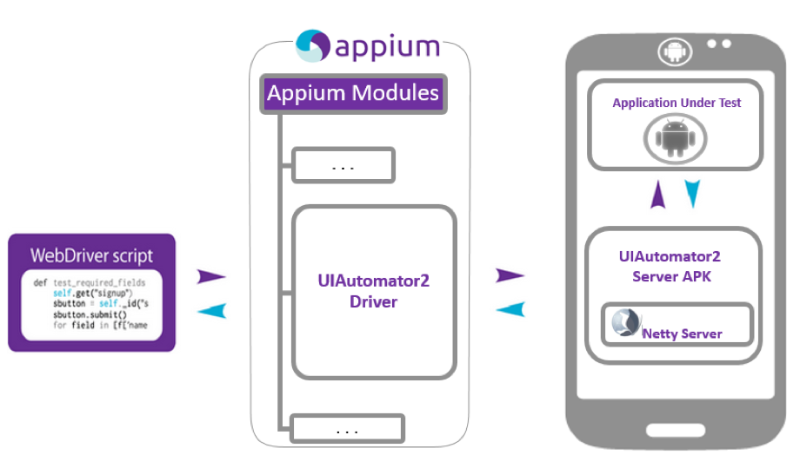 appium
Appium Modules
...
UIAutomator2
Driver
...
WebDriver script
def test_required_fields
self.get("signup")
sbutton = self._id("s
sbutton.submit()
for field in [f['name
Application Under Test
UIAutomator2
Server APK
Netty Server